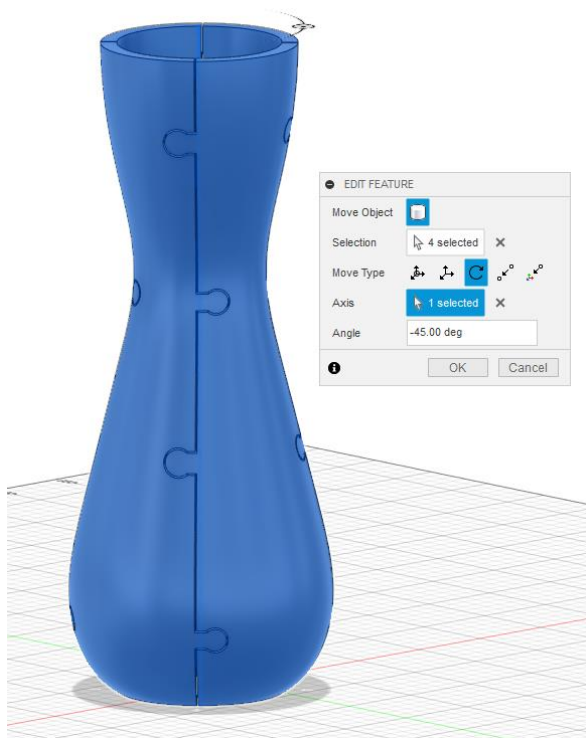 EDIT FEATURE
Move Object
Selection 4 selected
Move Type
Axis 1 selected
Angle -45.00 deg
OK Cancel